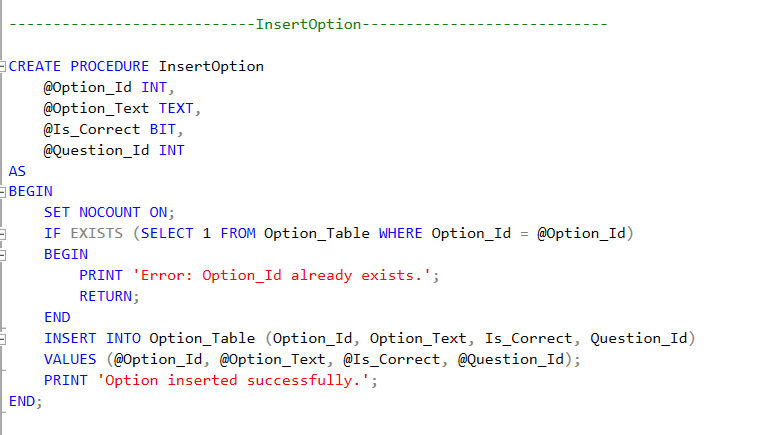 ----------------------------InsertOption----------------------------
CREATE PROCEDURE InsertOption
@Option_Id INT,
@Option_Text TEXT,
@Is_Correct BIT,
@Question_Id INT
AS
BEGIN
SET NOCOUNT ON;
IF EXISTS (SELECT 1 FROM Option_Table WHERE Option_Id = @Option_Id)
BEGIN
PRINT 'Error: Option_Id already exists.';
RETURN;
END
INSERT INTO Option_Table (Option_Id, Option_Text, Is_Correct, Question_Id)
VALUES (@Option_Id, @Option_Text, @Is_Correct, @Question_Id);
PRINT 'Option inserted successfully.';
END;